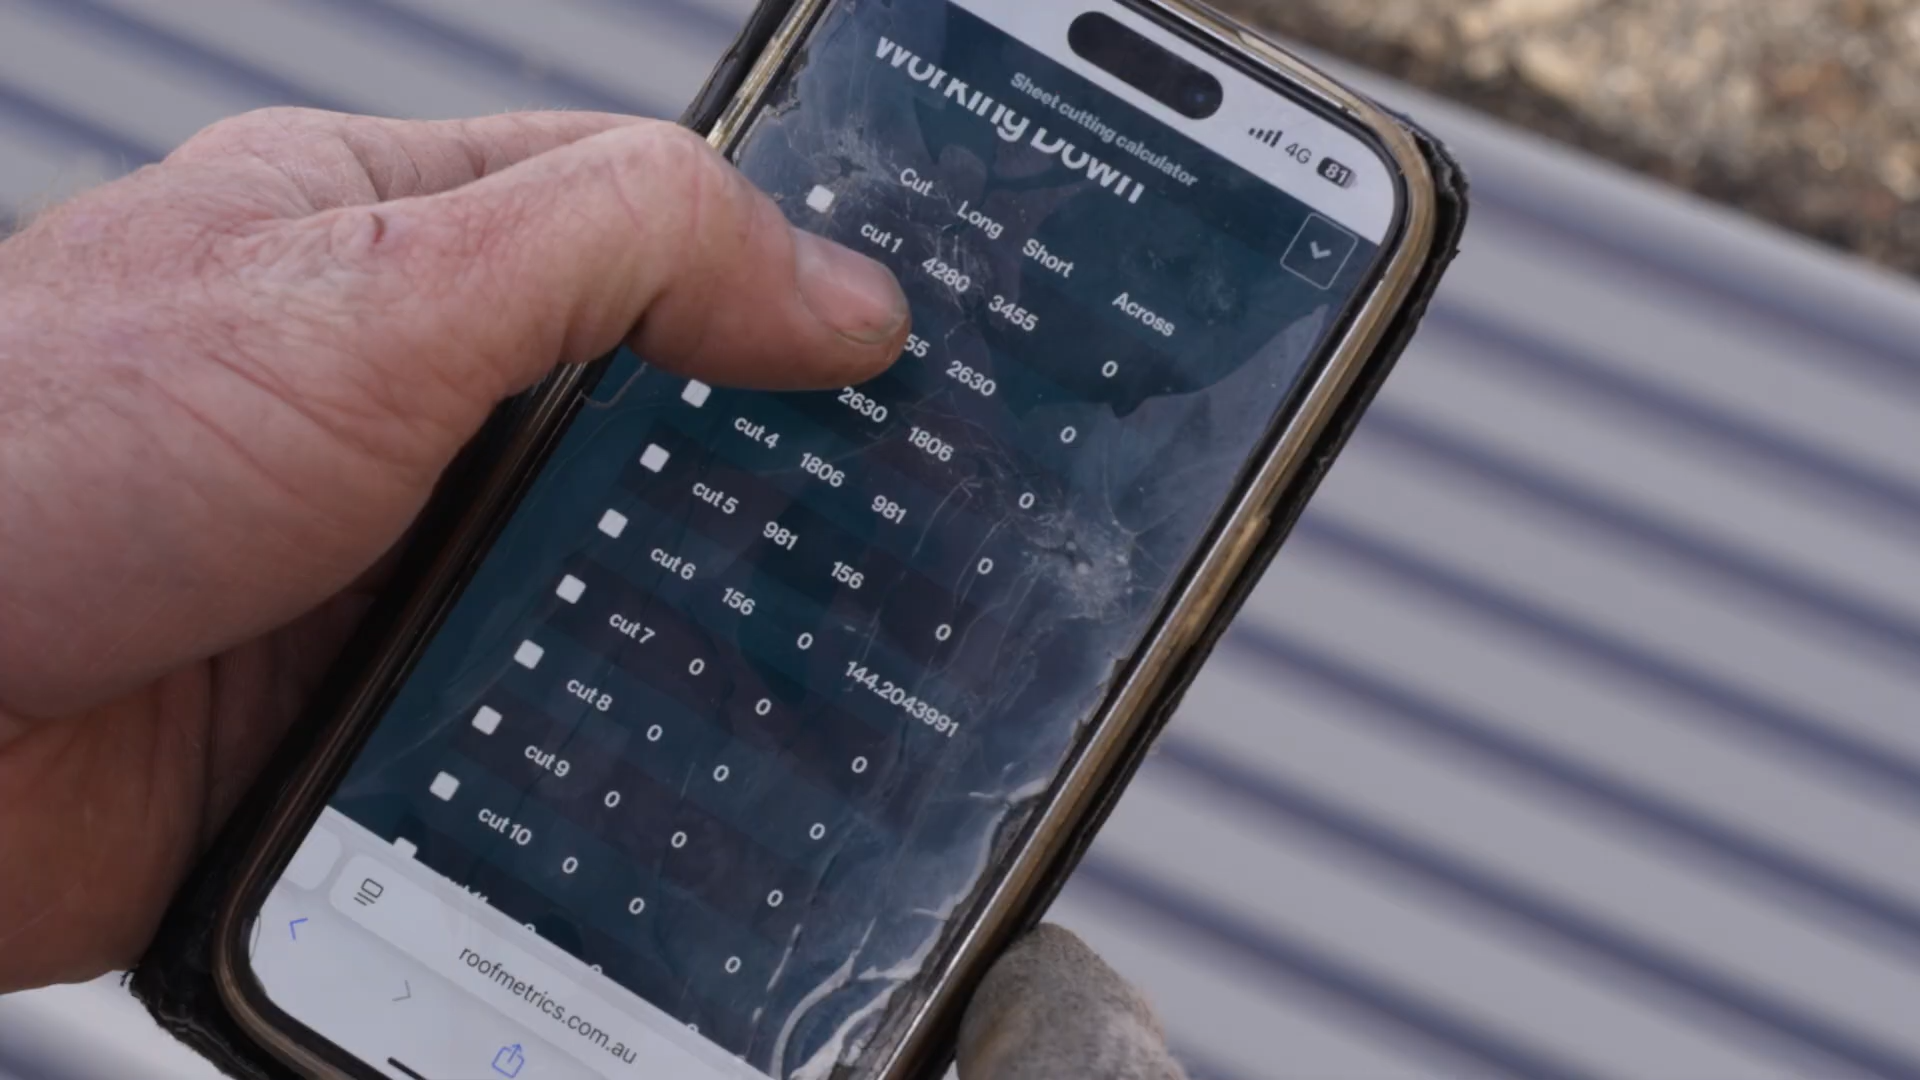 4G 81
Sheet cutting calculator
Working Down
Cut Long Short Across
cut 1 4280 3455 0
55 2630 0
2630 1806 0
cut 4 1806 981 0
cut 5 981 156 0
cut 6 156 0 144.2043991
cut 7 0 0 0
cut 8 0 0 0
cut 9 0 0 0
cut 10 0 0 0
roofmetrics.com.au